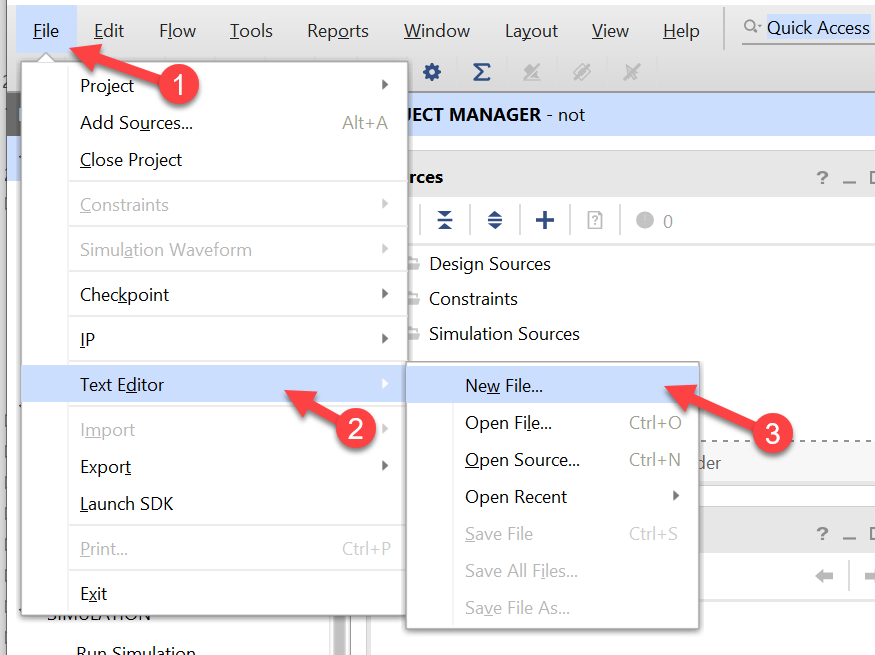 File Edit Flow Tools Reports Window Layout View Help Quick Access
1
Project
Add Sources... Alt+A
JECT MANAGER - not
Close Project
rces
?
Constraints
0
Simulation Waveform
Design Sources
Checkpoint
Constraints
IP
Simulation Sources
Text Editor
New File...
2
3
Import
Open File... Ctrl+O
Export
Open Source... Ctrl+N
der
Launch SDK
Open Recent
Print... Ctrl+P
Save File Ctrl+S
?
Save All Files...
Exit
Save File As...
SIMULATION
Run Simulation